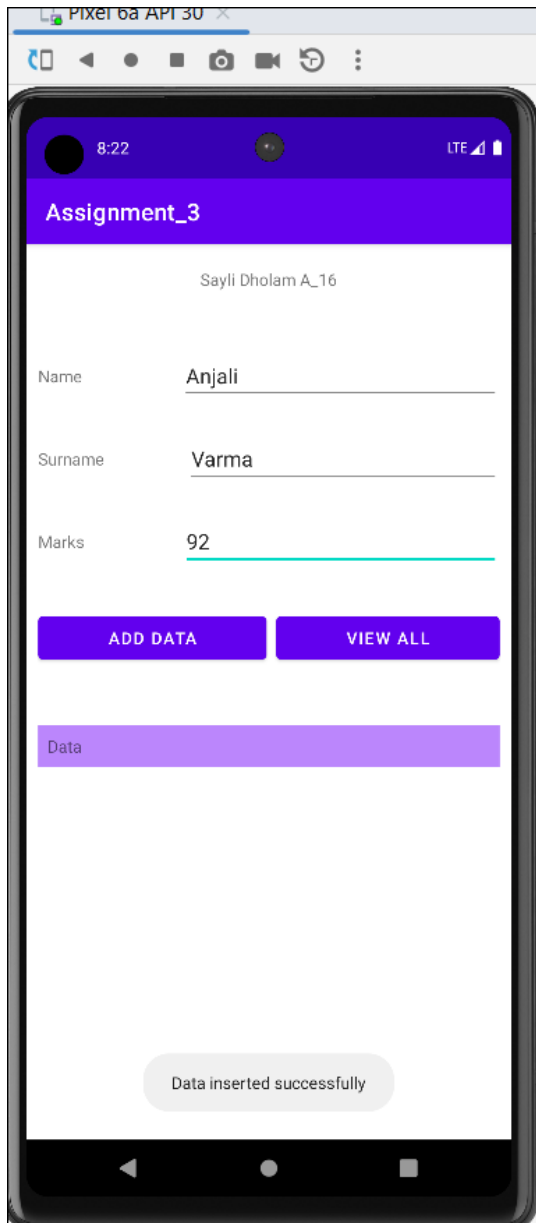 Pixel 6a API 30
8:22 LTE
Assignment_3
Sayli Dholam A_16
Name Anjali
Surname Varma
Marks 92
ADD DATA VIEW ALL
Data
Data inserted successfully